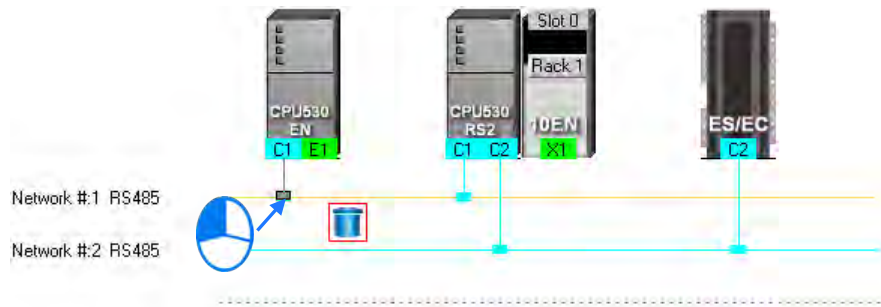 Slot 0
Rack 1
CPU530
EN
C1 E1
CPU530
RS2
C1 C2
10EN
X1
ES/EC
C2
Network #:1 RS485
Network #:2 RS485